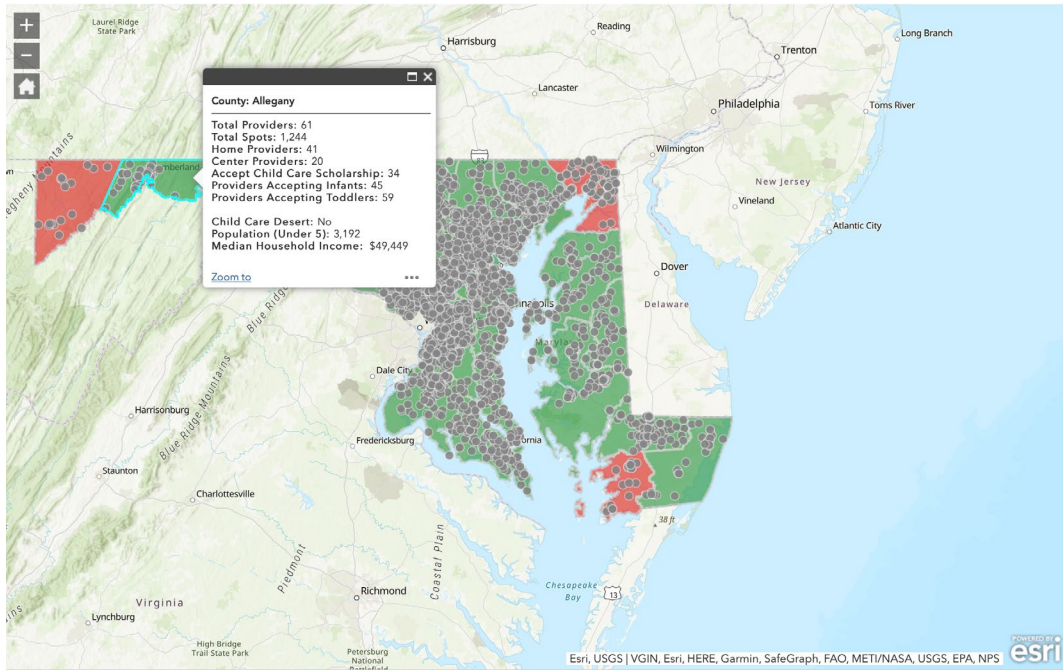 Laurel Ridge
State Park
Reading
Long Branch
Harrisburg
Trenton
Lancaster
Philadelphia
Toms River
County: Allegany
Total Providers: 61
Total Spots: 1,244
Home Providers: 41
Center Providers: 20
Accept Child Care Scholarship: 34
Providers Accepting Infants: 45
Providers Accepting Toddlers: 59
Child Care Desert: No
Population (Under 5): 3,192
Median Household Income: $49,449
Zoom to
Wilmington
83
New Jersey
Vineland
Atlantic City
Mountains
Dover
Delaware
Blue Ridge Mountains
Dale City
Harrisonburg
Blue Ridge Mountains
Fredericksburg
Staunton
Charlottesville
38 ft
Coastal Plain
Piedmont
Chesapeake
Bay
13
Richmond
Virginia
Lynchburg
High Bridge
Trail State Park
Petersburg
National
Esri, USGS | VGIN, Esri, HERE, Garmin, SafeGraph, FAO, METI/NASA, USGS, EPA, NPS
POWERED BY
esri